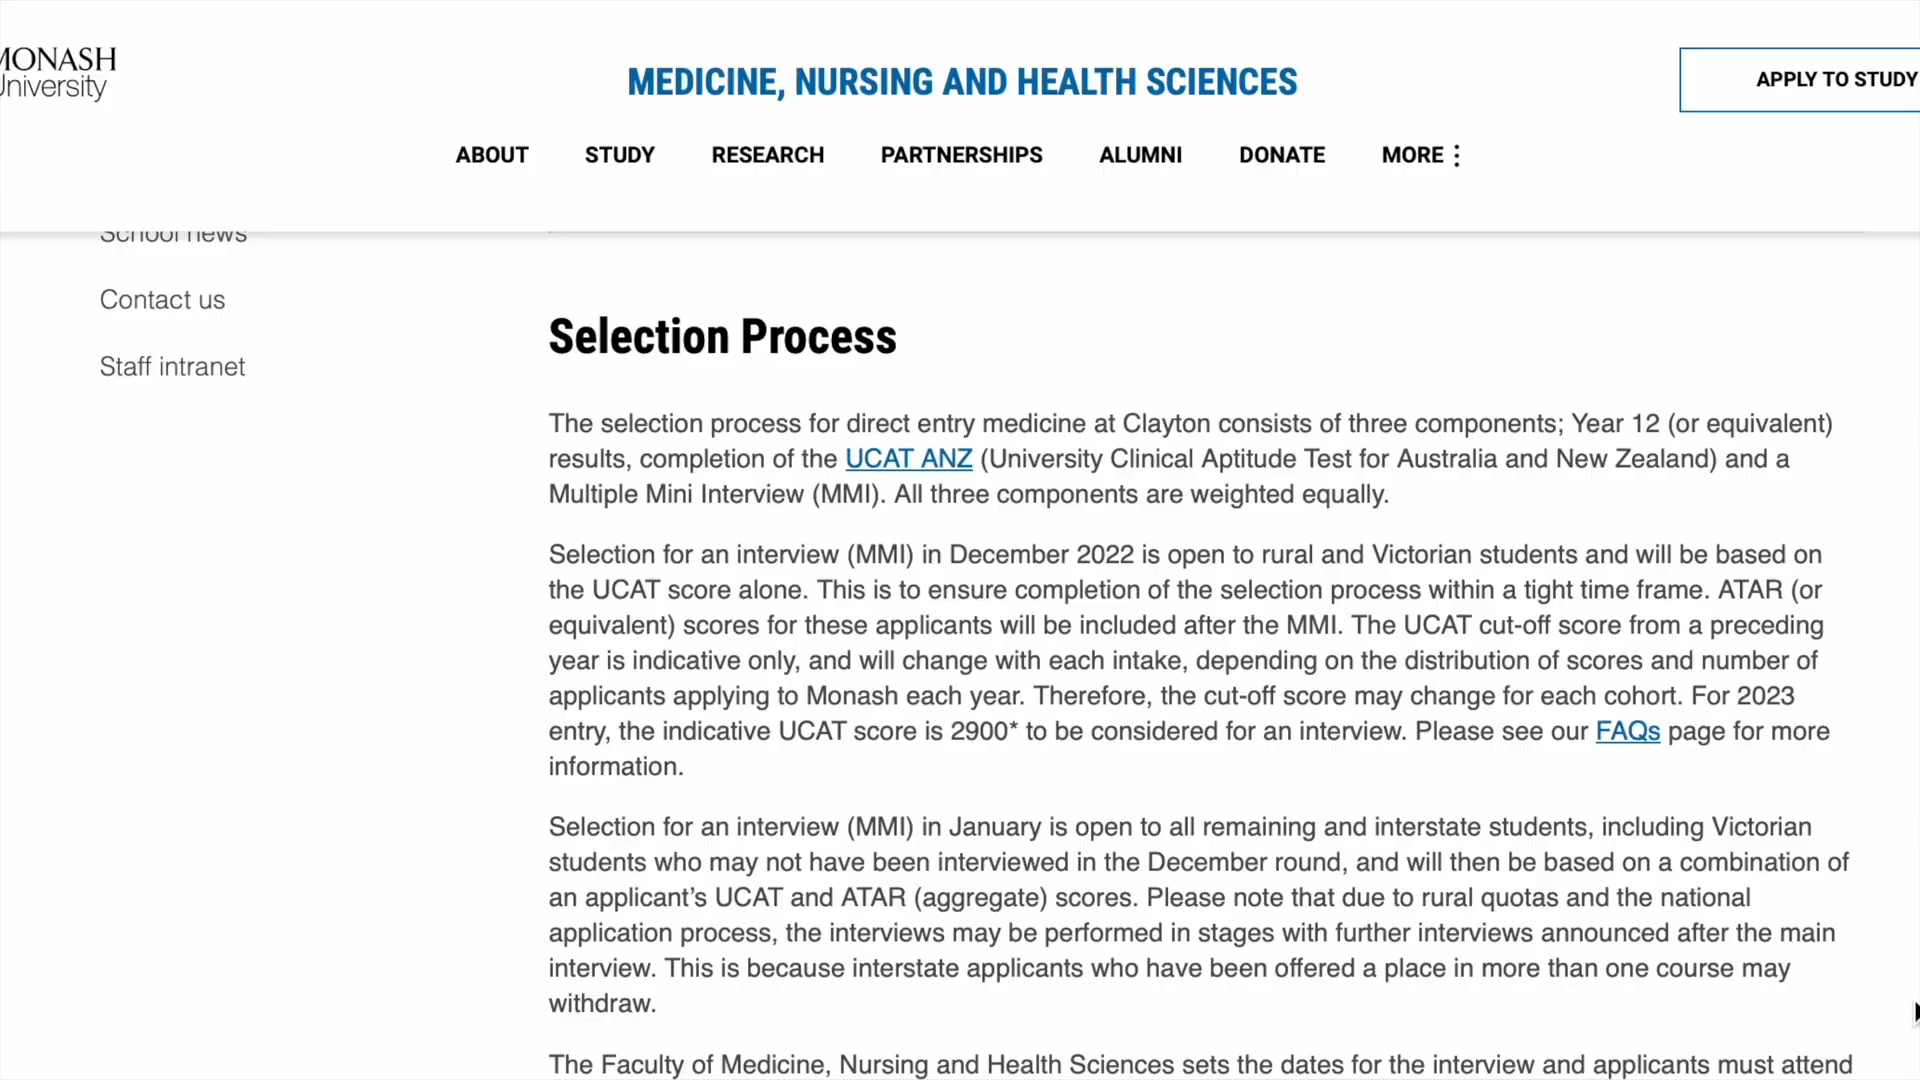 MONASH
University
MEDICINE, NURSING AND HEALTH SCIENCES
APPLY TO STUDY
ABOUT STUDY RESEARCH PARTNERSHIPS ALUMNI DONATE MORE
School news
Contact us
Staff intranet
Selection Process
The selection process for direct entry medicine at Clayton consists of three components; Year 12 (or equivalent)
results, completion of the UCAT ANZ (University Clinical Aptitude Test for Australia and New Zealand) and a
Multiple Mini Interview (MMI). All three components are weighted equally.
Selection for an interview (MMI) in December 2022 is open to rural and Victorian students and will be based on
the UCAT score alone. This is to ensure completion of the selection process within a tight time frame. ATAR (or
equivalent) scores for these applicants will be included after the MMI. The UCAT cut-off score from a preceding
year is indicative only, and will change with each intake, depending on the distribution of scores and number of
applicants applying to Monash each year. Therefore, the cut-off score may change for each cohort. For 2023
entry, the indicative UCAT score is 2900* to be considered for an interview. Please see our FAQs page for more
information.
Selection for an interview (MMI) in January is open to all remaining and interstate students, including Victorian
students who may not have been interviewed in the December round, and will then be based on a combination of
an applicant’s UCAT and ATAR (aggregate) scores. Please note that due to rural quotas and the national
application process, the interviews may be performed in stages with further interviews announced after the main
interview. This is because interstate applicants who have been offered a place in more than one course may
withdraw.
The Faculty of Medicine, Nursing and Health Sciences sets the dates for the interview and applicants must attend